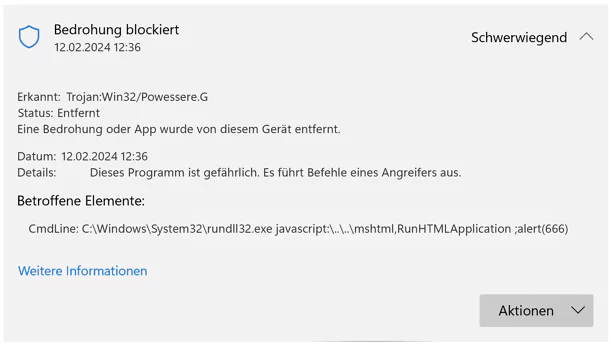 Bedrohung blockiert
12.02.2024 12:36
Schwerwiegend
Erkannt: Trojan:Win32/Powessere.G
Status: Entfernt
Eine Bedrohung oder App wurde von diesem Gerät entfernt.
Datum: 12.02.2024 12:36
Details: Dieses Programm ist gefährlich. Es führt Befehle eines Angreifers aus.
Betroffene Elemente:
CmdLine: C:\Windows\System32\rundll32.exe javascript:\..\..\mshtml,RunHTMLApplication ;alert(666)
Weitere Informationen
Aktionen